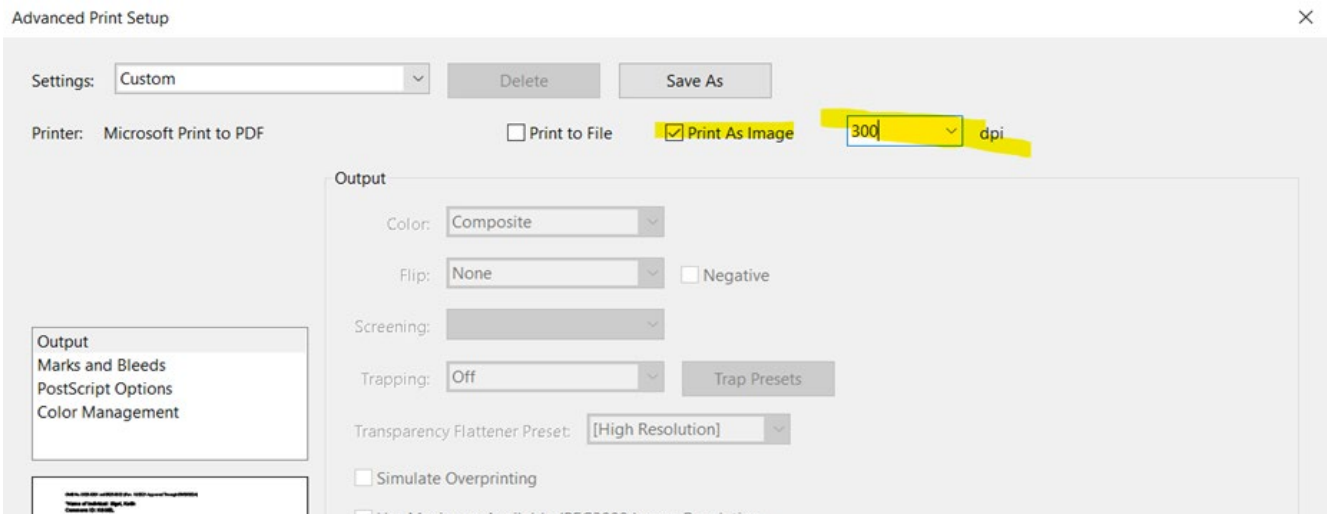 Advanced Print Setup
Settings: Custom Delete Save As
Printer: Microsoft Print to PDF Print to File Print As Image 300 dpi
Output
Color: Composite
Flip: None Negative
Screening:
Output
Marks and Bleeds
PostScript Options
Color Management
Trapping: Off Trap Presets
Transparency Flattener Preset: [High Resolution]
Simulate Overprinting